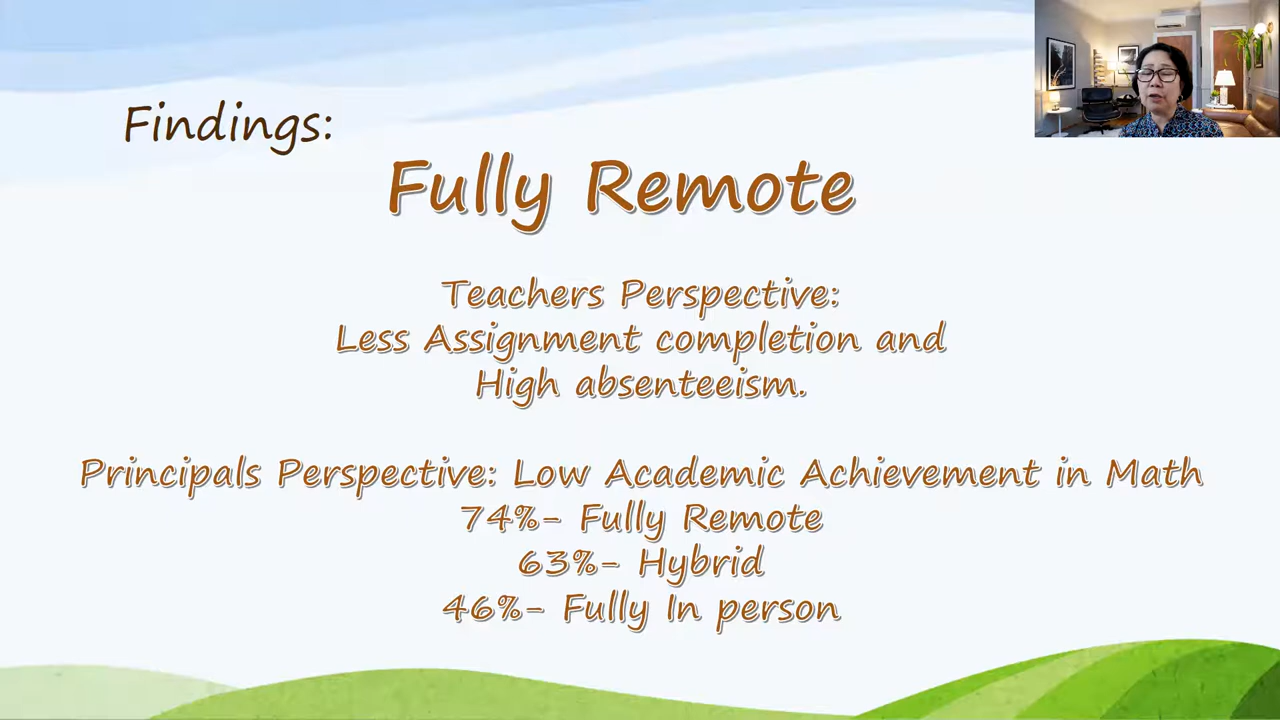 Findings:
Fully Remote
Teachers Perspective:
Less Assignment completion and
High absenteeism.
Principals Perspective: Low Academic Achievement in Math
74%- Fully Remote
63%- Hybrid
46%- Fully In person